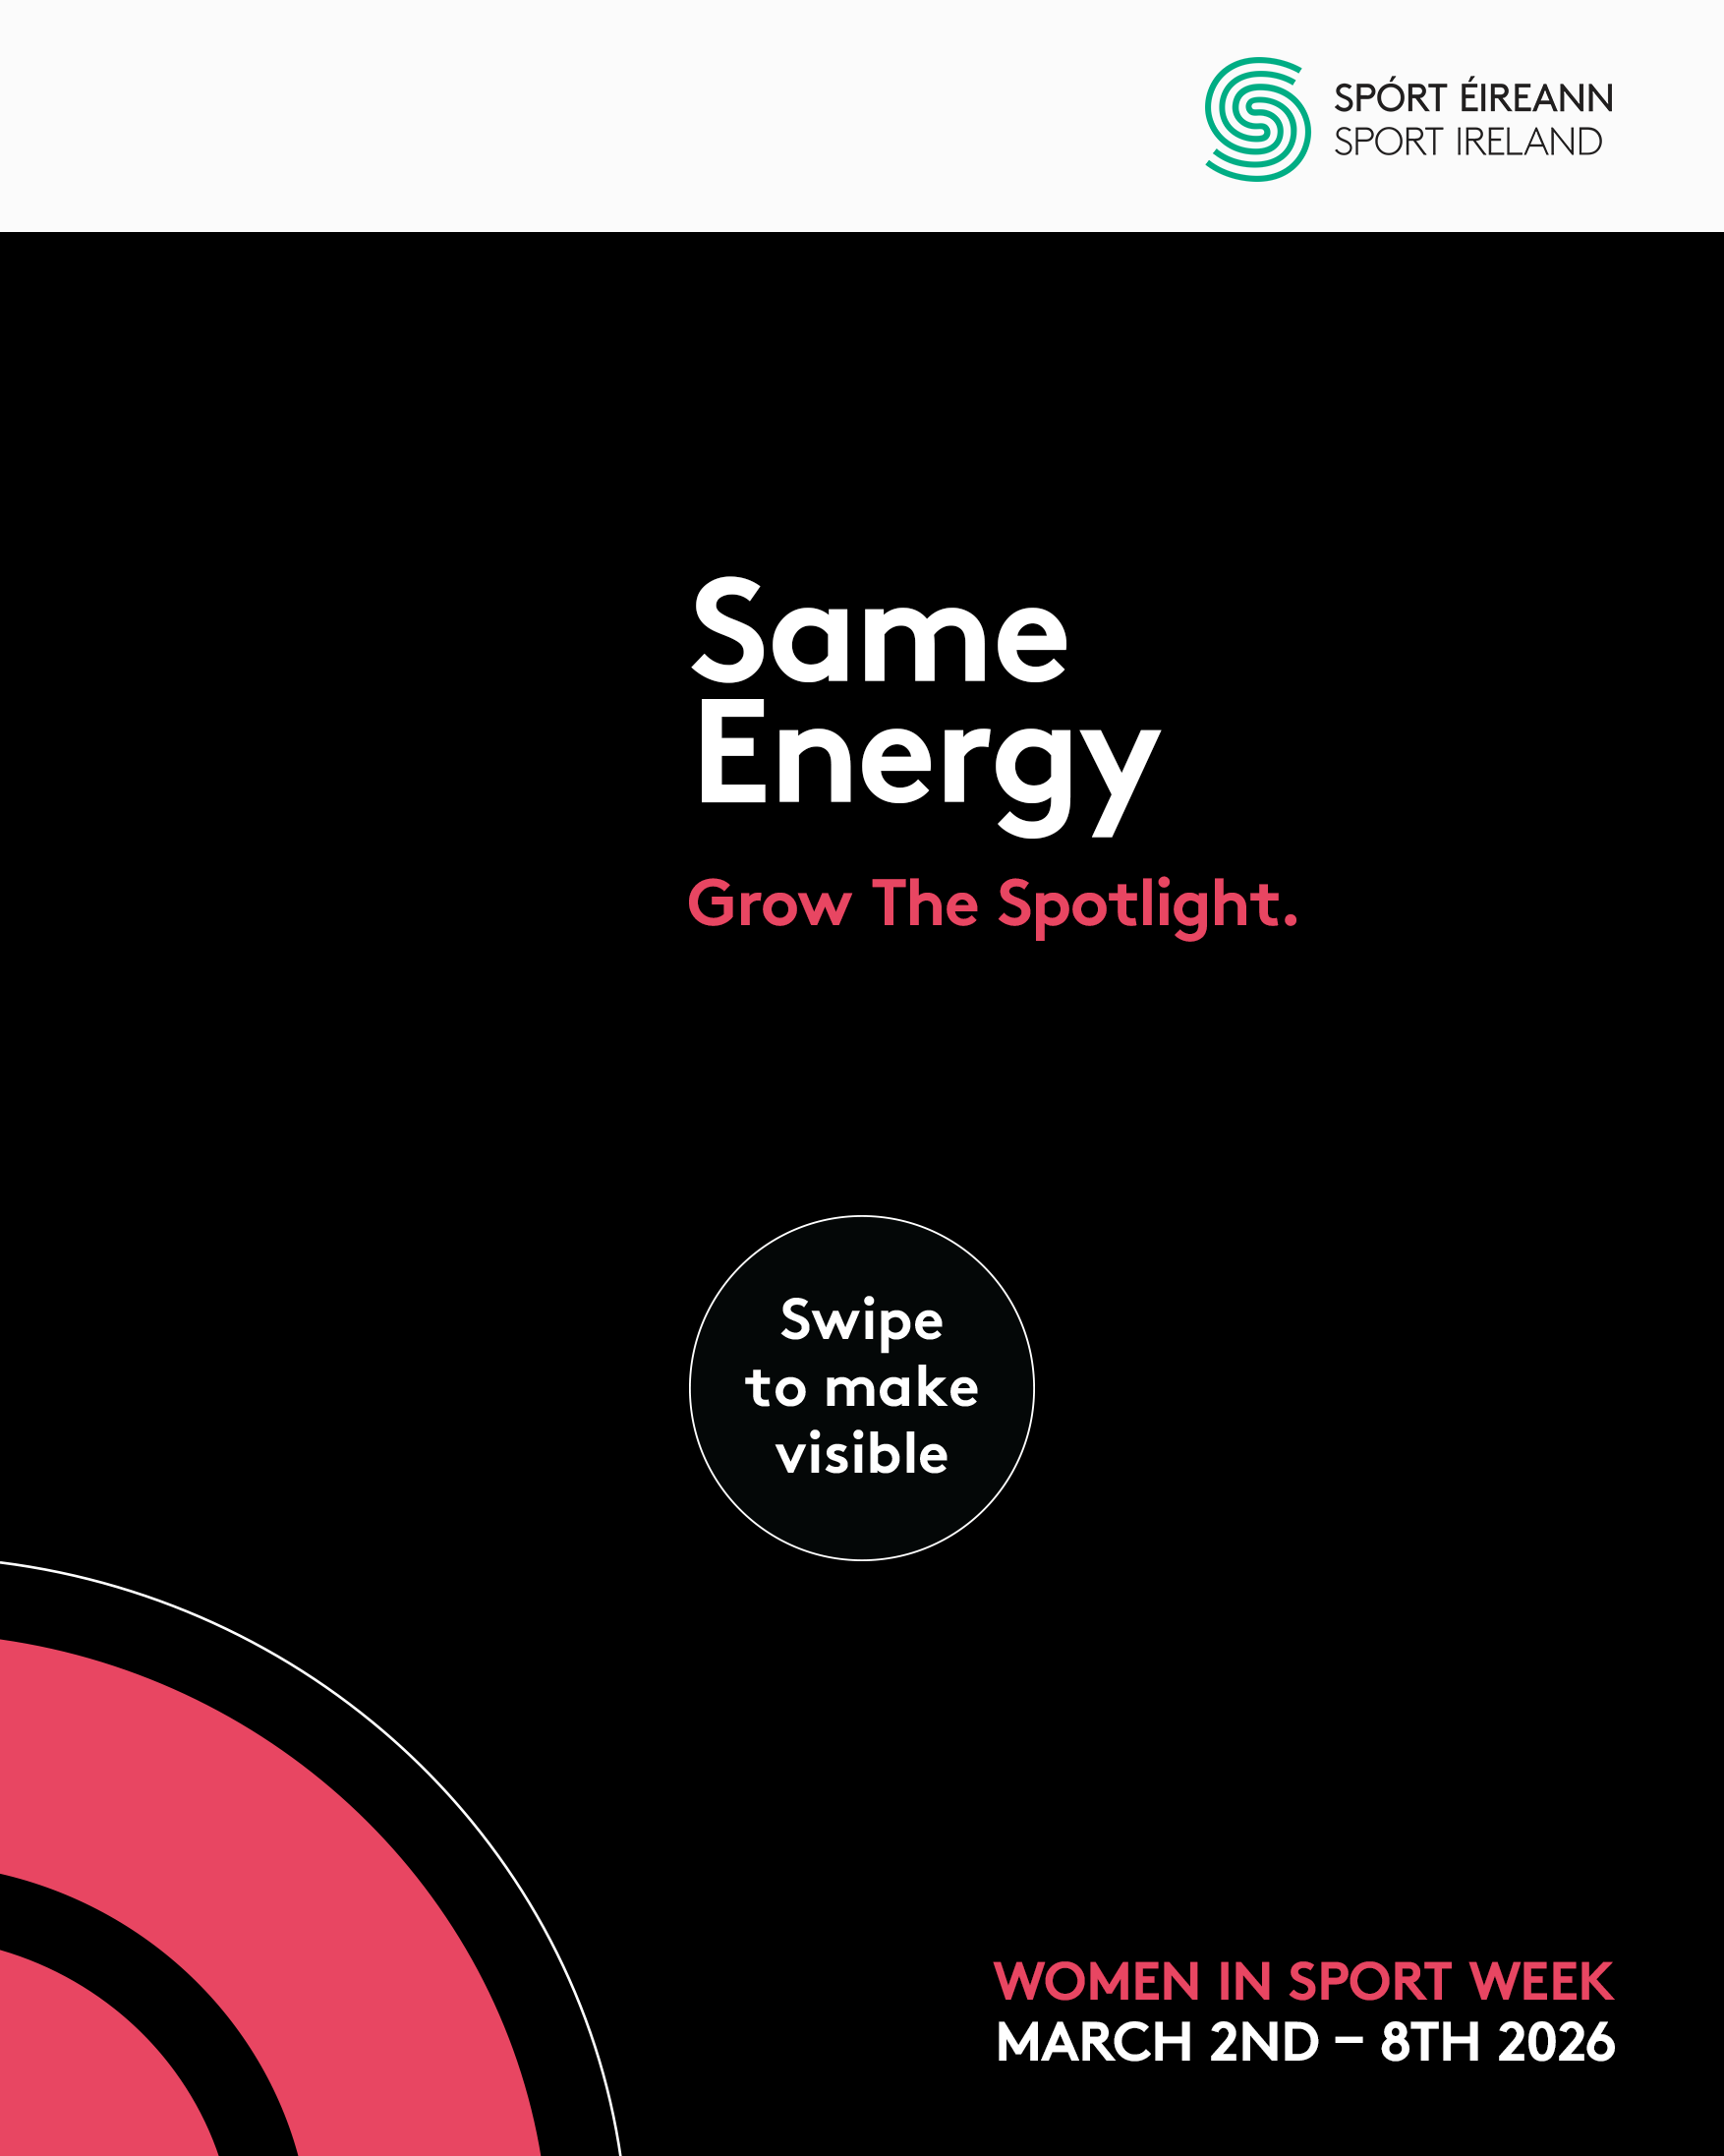 SPÓRT ÉIREANN
SPORT IRELAND
Same
Energy
Grow The Spotlight.
Swipe
to make
visible
WOMEN IN SPORT WEEK
MARCH 2ND – 8TH 2026